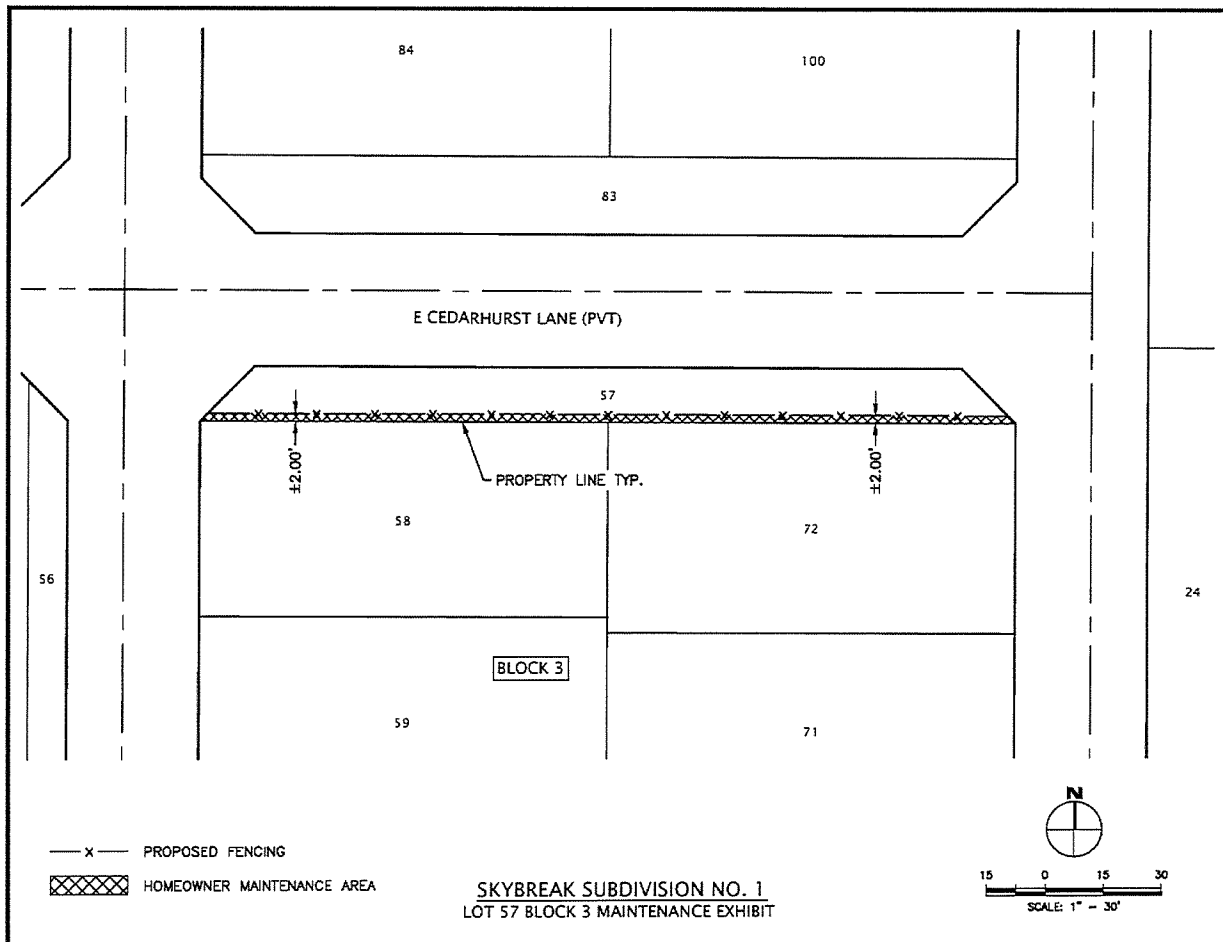 84
100
83
E CEDARHURST LANE (PVT)
57
±2.00'
±2.00'
PROPERTY LINE TYP.
58
72
56
24
BLOCK 3
59
71
N
x PROPOSED FENCING
HOMEOWNER MAINTENANCE AREA
SKYBREAK SUBDIVISION NO. 1
LOT 57 BLOCK 3 MAINTENANCE EXHIBIT
15 0 15 30
SCALE: 1" - 30'